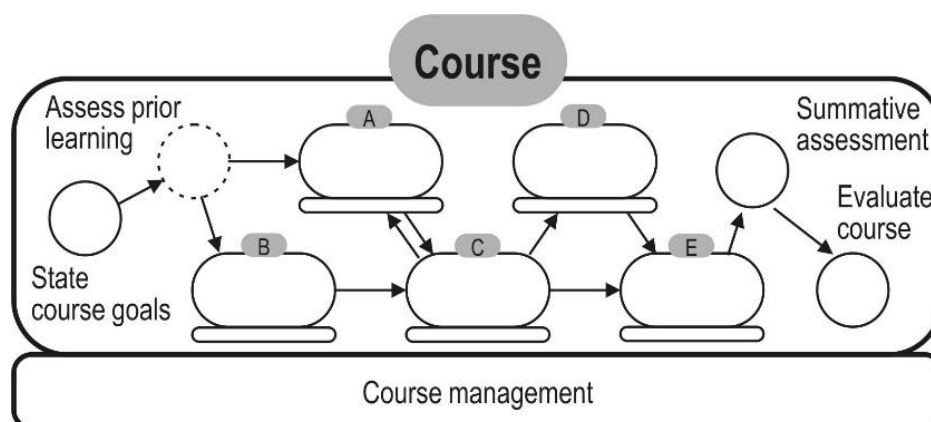 Course
Assess prior
learning
A
D
Summative
assessment
Evaluate
course
B
C
E
State
course goals
Course management